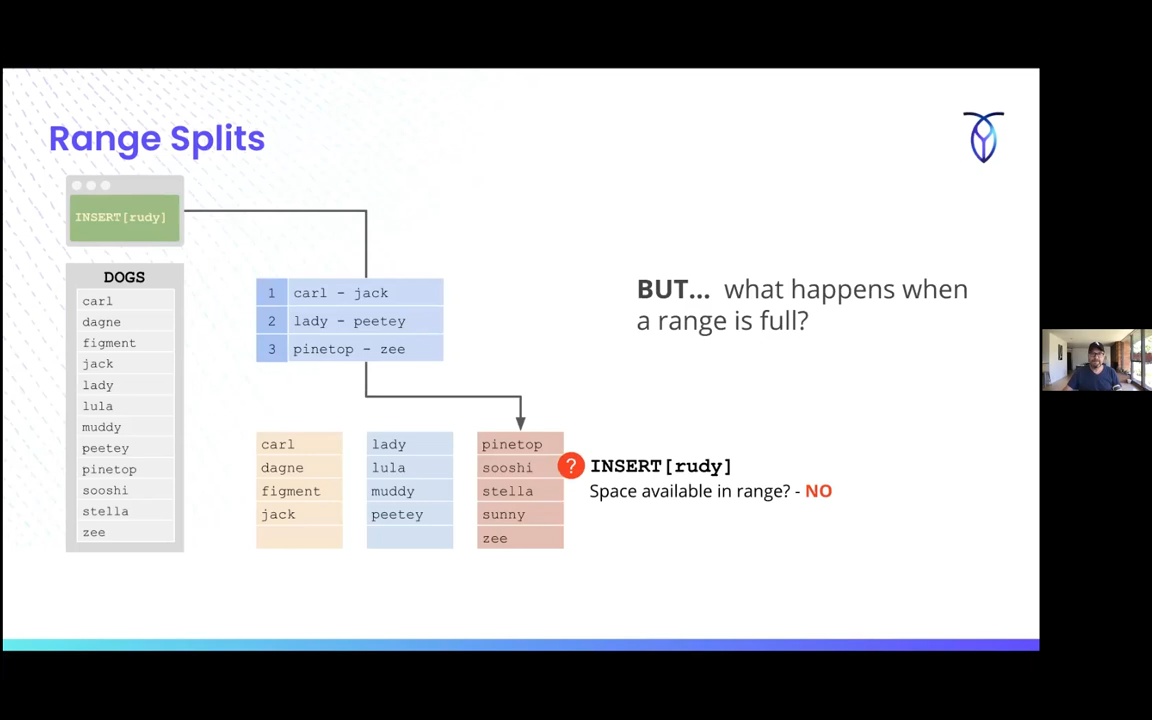 Range Splits
INSERT[rudy]
DOGS
carl
dagne
figment
jack
lady
lula
muddy
peetey
pinetop
sooshi
stella
zee
1 carl - jack
2 lady - peetey
3 pinetop - zee
carl
dagne
figment
jack
lady
lula
muddy
peetey
pinetop
sooshi
stella
sunny
zee
? INSERT[rudy]
Space available in range? - NO
BUT... what happens when
a range is full?